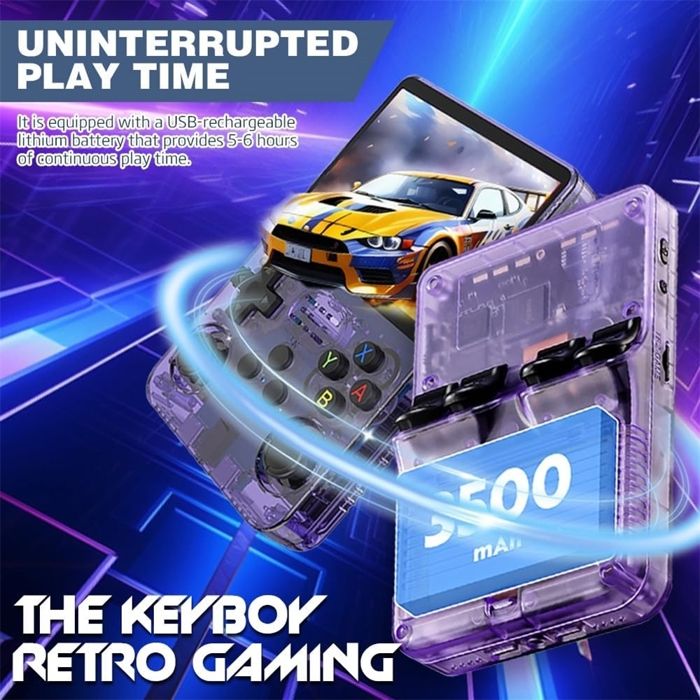 UNINTERRUPTED
PLAY TIME
It is equipped with a USB-rechargeable
lithium battery that provides 5-6 hours
of continuous play time.
Y
X
B
A
3500
mAh
THE KEYBOY
RETRO GAMING